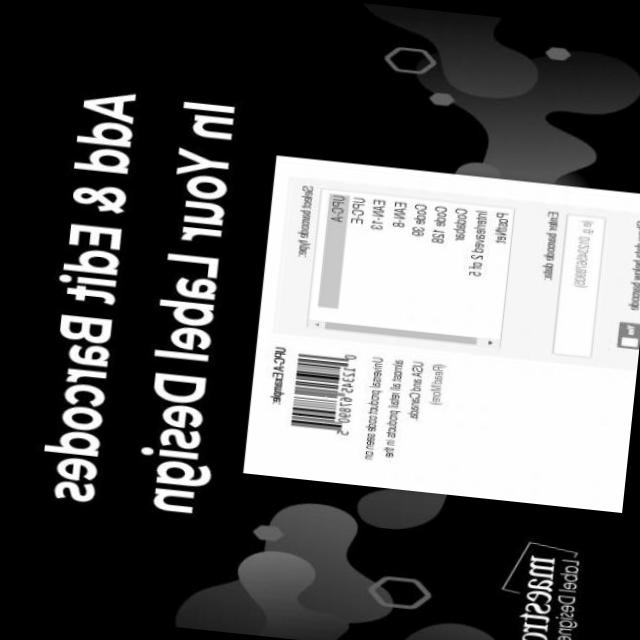 Add & Edit Barcodes
In Your Label Design
Select barcode style:
UPC-A
UPC-E
EAN-13
EAN-8
Code 39
Code 128
Codabar
Interleaved 2 of 5
Postnet
Enter barcode data:
UPC-A Example:
Universal product code seen on
almost all retail products in the
USA and Canada.
maestro
Label Designer